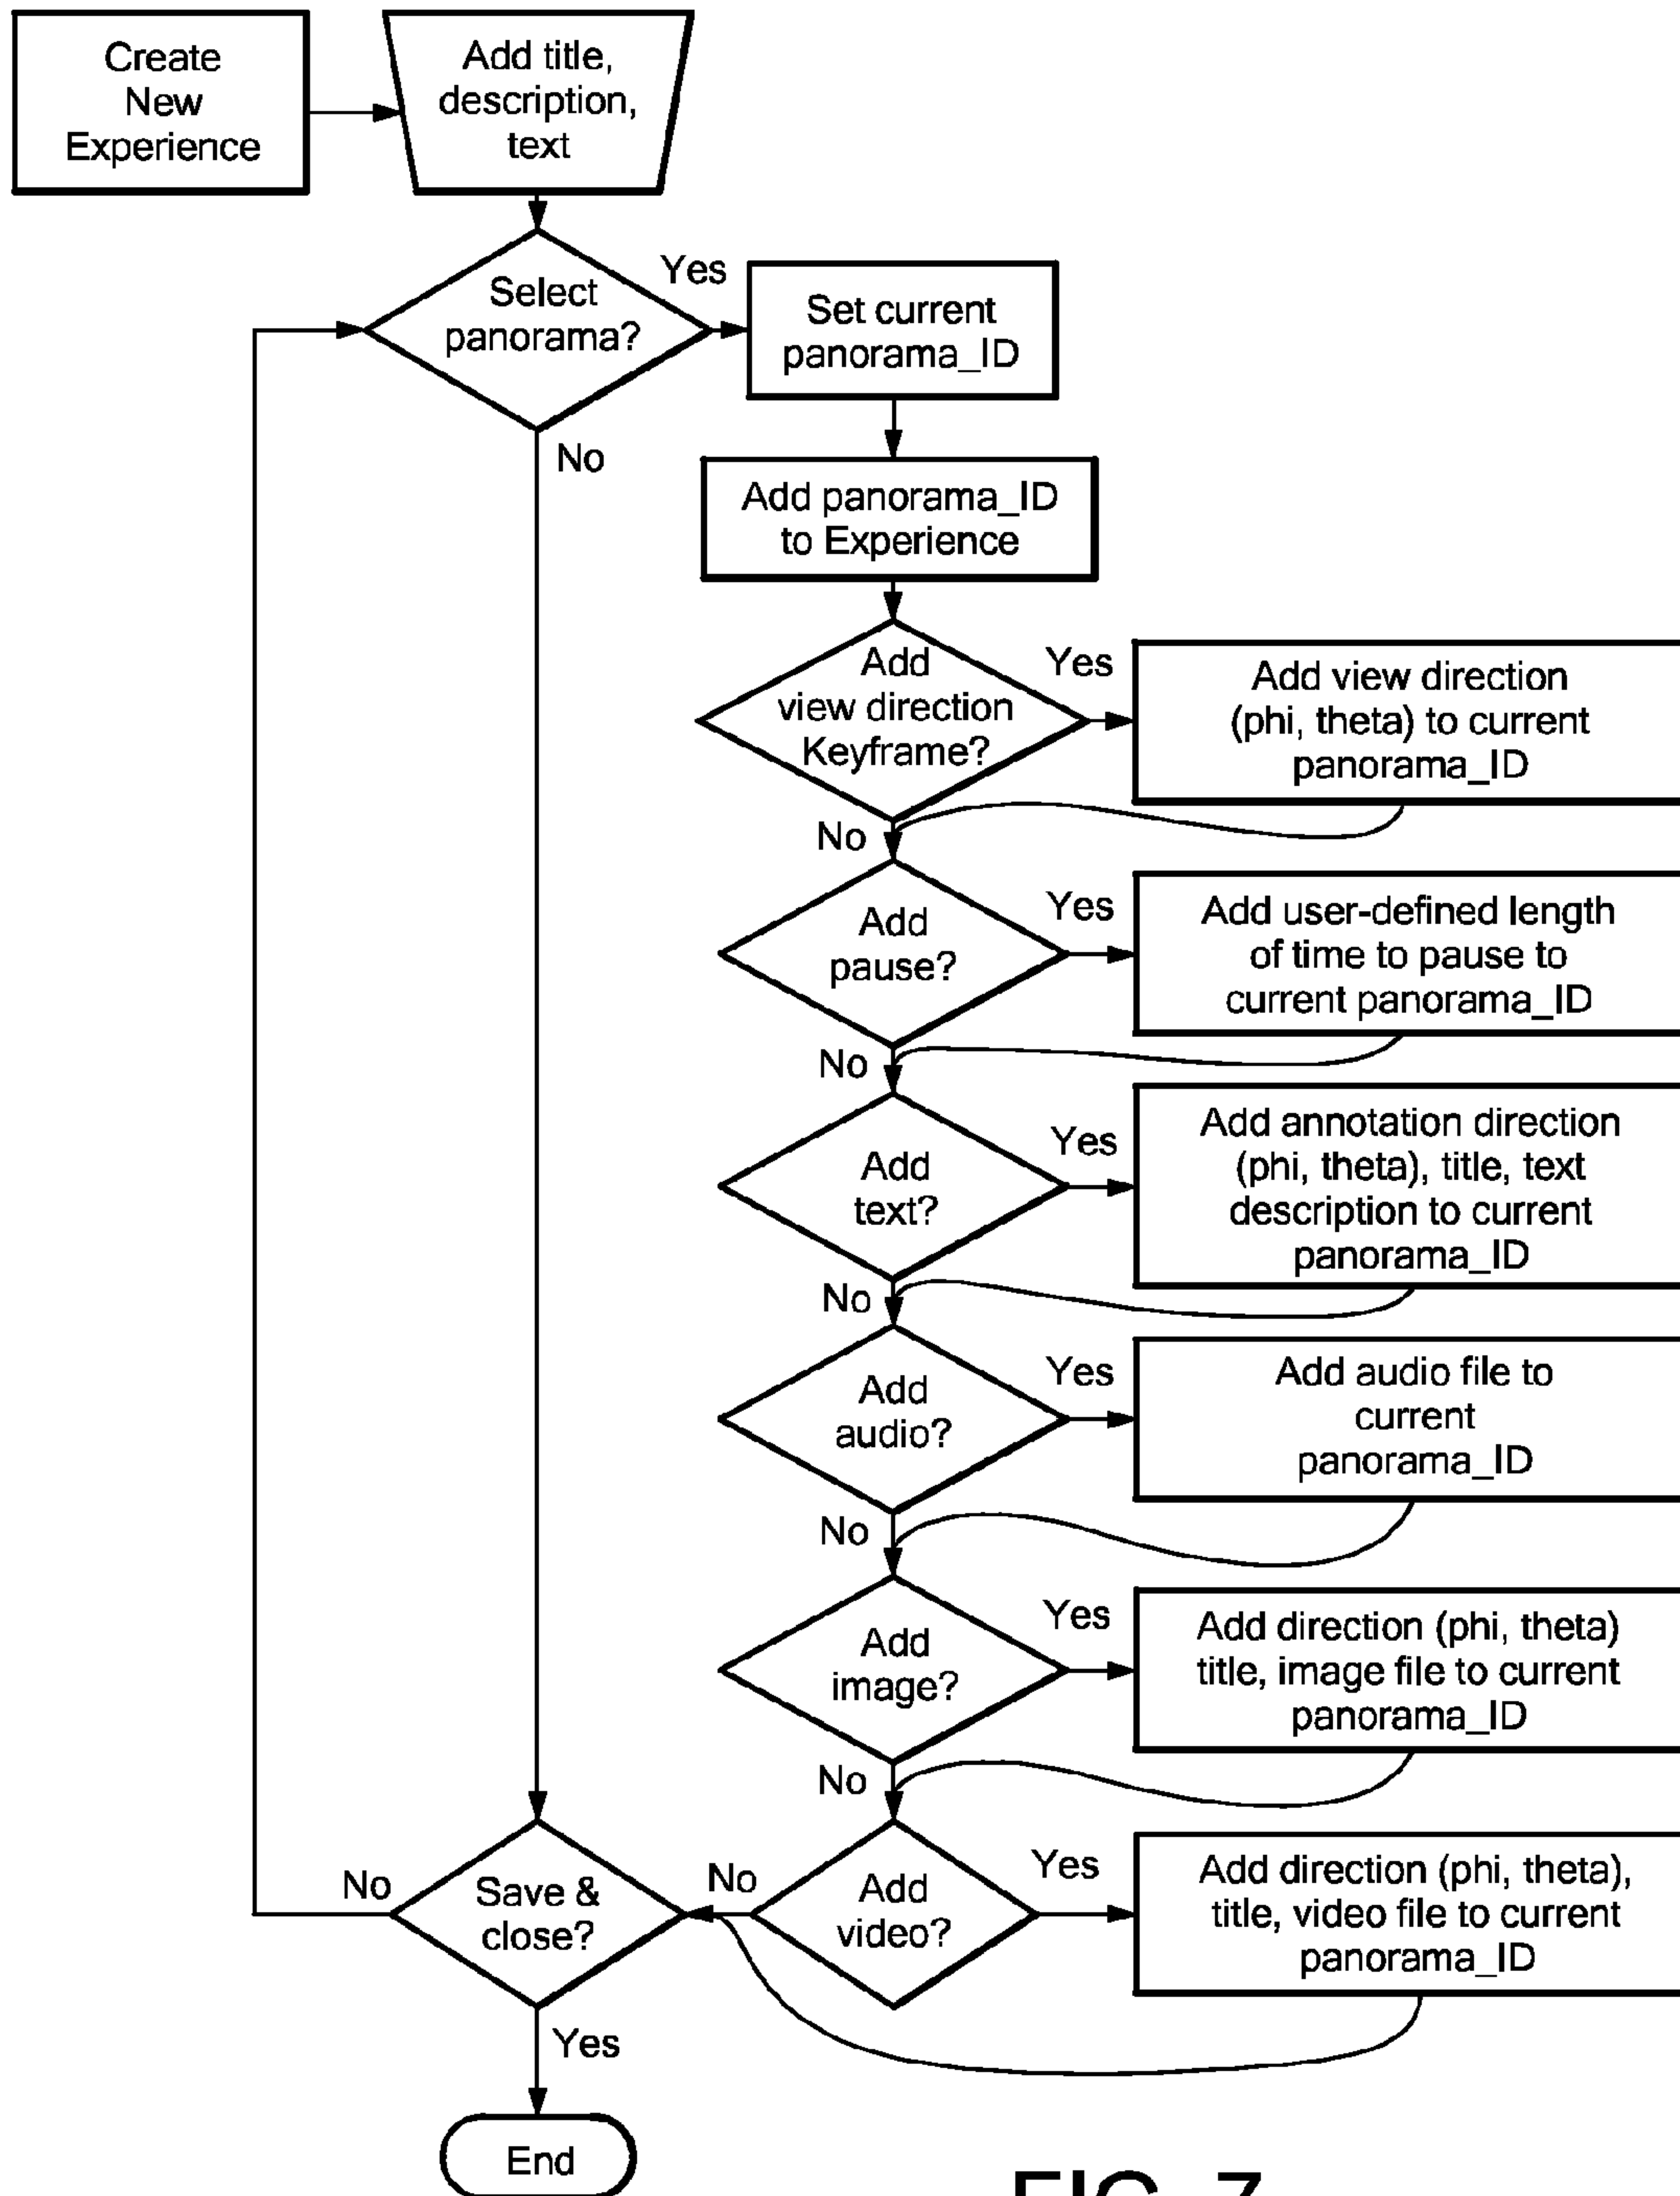 Create
New
Experience
Add title,
description,
text
Select
panorama?
Yes
No
Set current
panorama_ID
Add panorama_ID
to Experience
Add
view direction
Keyframe?
Yes
No
Add view direction
(phi, theta) to current
panorama_ID
Add
pause?
Yes
No
Add user-defined length
of time to pause to
current panorama_ID
Add
text?
Yes
No
Add annotation direction
(phi, theta), title, text
description to current
panorama_ID
Add
audio?
Yes
No
Add audio file to
current
panorama_ID
Add
image?
Yes
No
Add direction (phi, theta)
title, image file to current
panorama_ID
Add
video?
Yes
No
Add direction (phi, theta),
title, video file to current
panorama_ID
Save &
close?
No
Yes
End
FIG. 7